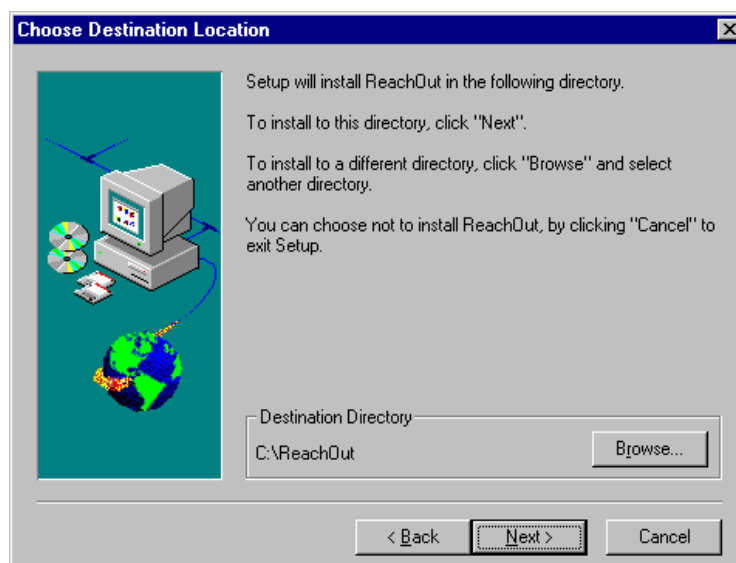 Choose Destination Location
Setup will install ReachOut in the following directory.
To install to this directory, click "Next".
To install to a different directory, click "Browse" and select
another directory.
You can choose not to install ReachOut, by clicking "Cancel" to
exit Setup.
Destination Directory
C:\ReachOut
Browse...
< Back
Next >
Cancel